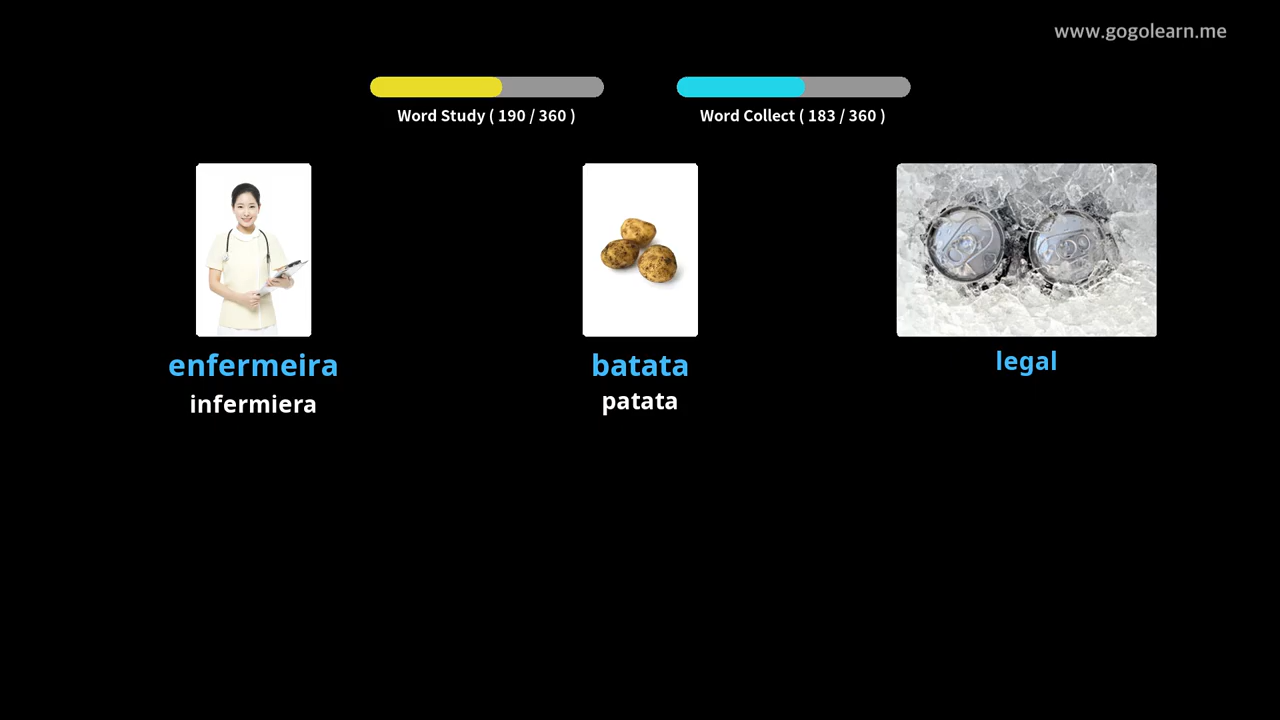 www.gogolearn.me
Word Study ( 190 / 360 )
Word Collect ( 183 / 360 )
enfermeira
infermiera
batata
patata
legal